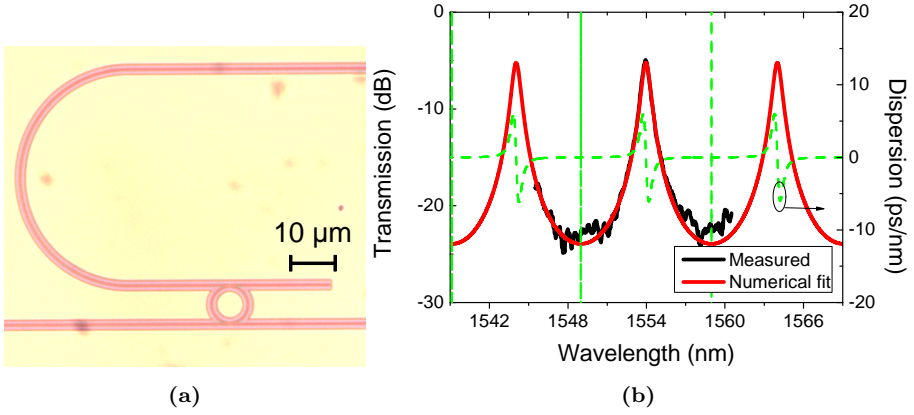 10 µm
(a)
Transmission (dB)
0
-10
-20
-30
1542
1548
1554
1560
1566
Wavelength (nm)
20
10
0
-10
-20
Dispersion (ps/nm)
Measured
Numerical fit
(b)